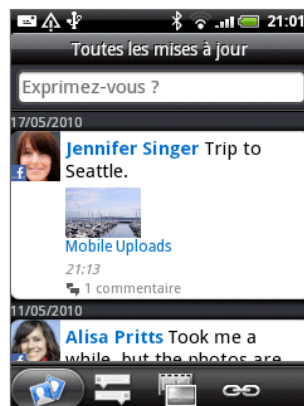 21:01
Toutes les mises à jour
Exprimez-vous ?
17/05/2010
Jennifer Singer Trip to
Seattle.
Mobile Uploads
21:13
1 commentaire
11/05/2010
Alisa Pritts Took me a
while, but the photos are